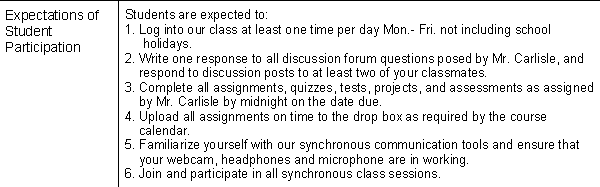 Expectations of
Student
Participation
Students are expected to:
1. Log into our class at least one time per day Mon.- Fri. not including school
holidays.
2. Write one response to all discussion forum questions posed by Mr. Carlisle, and
respond to discussion posts to at least two of your classmates.
3. Complete all assignments, quizzes, tests, projects, and assessments as assigned
by Mr. Carlisle by midnight on the date due.
4. Upload all assignments on time to the drop box as required by the course
calendar.
5. Familiarize yourself with our synchronous communication tools and ensure that
your webcam, headphones and microphone are in working.
6. Join and participate in all synchronous class sessions.